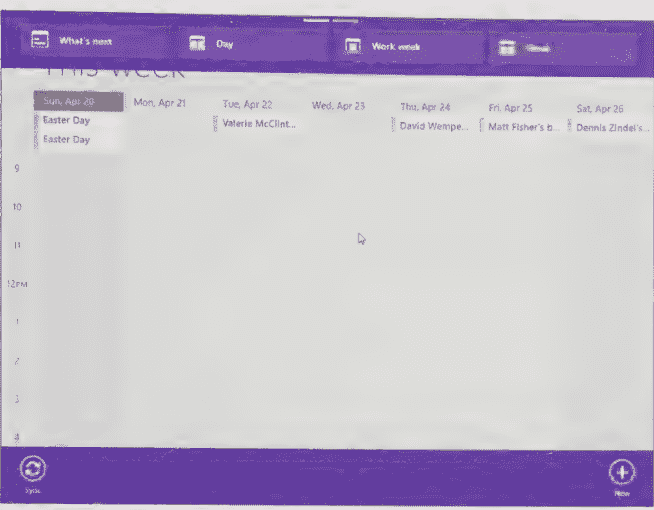 What's next
Day
Work week
This week
Sun, Apr 20
Mon, Apr 21
Tue, Apr 22
Wed, Apr 23
Thu, Apr 24
Fri, Apr 25
Sat, Apr 26
Easter Day
Valerie McClint...
David Wempe...
Matt Fisher's b...
Dennis Zindel's...
Easter Day
9
10
11
12PM
1
2
3
4
Sync
New